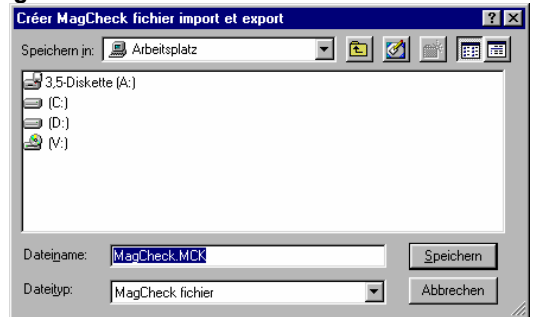 Créer MagCheck fichier import et export
Speichern in: Arbeitsplatz
3,5-Diskette (A:)
(C:)
(D:)
(V:)
Dateiname: MagCheck.MCK Speichern
Dateityp: MagCheck fichier Abbrechen